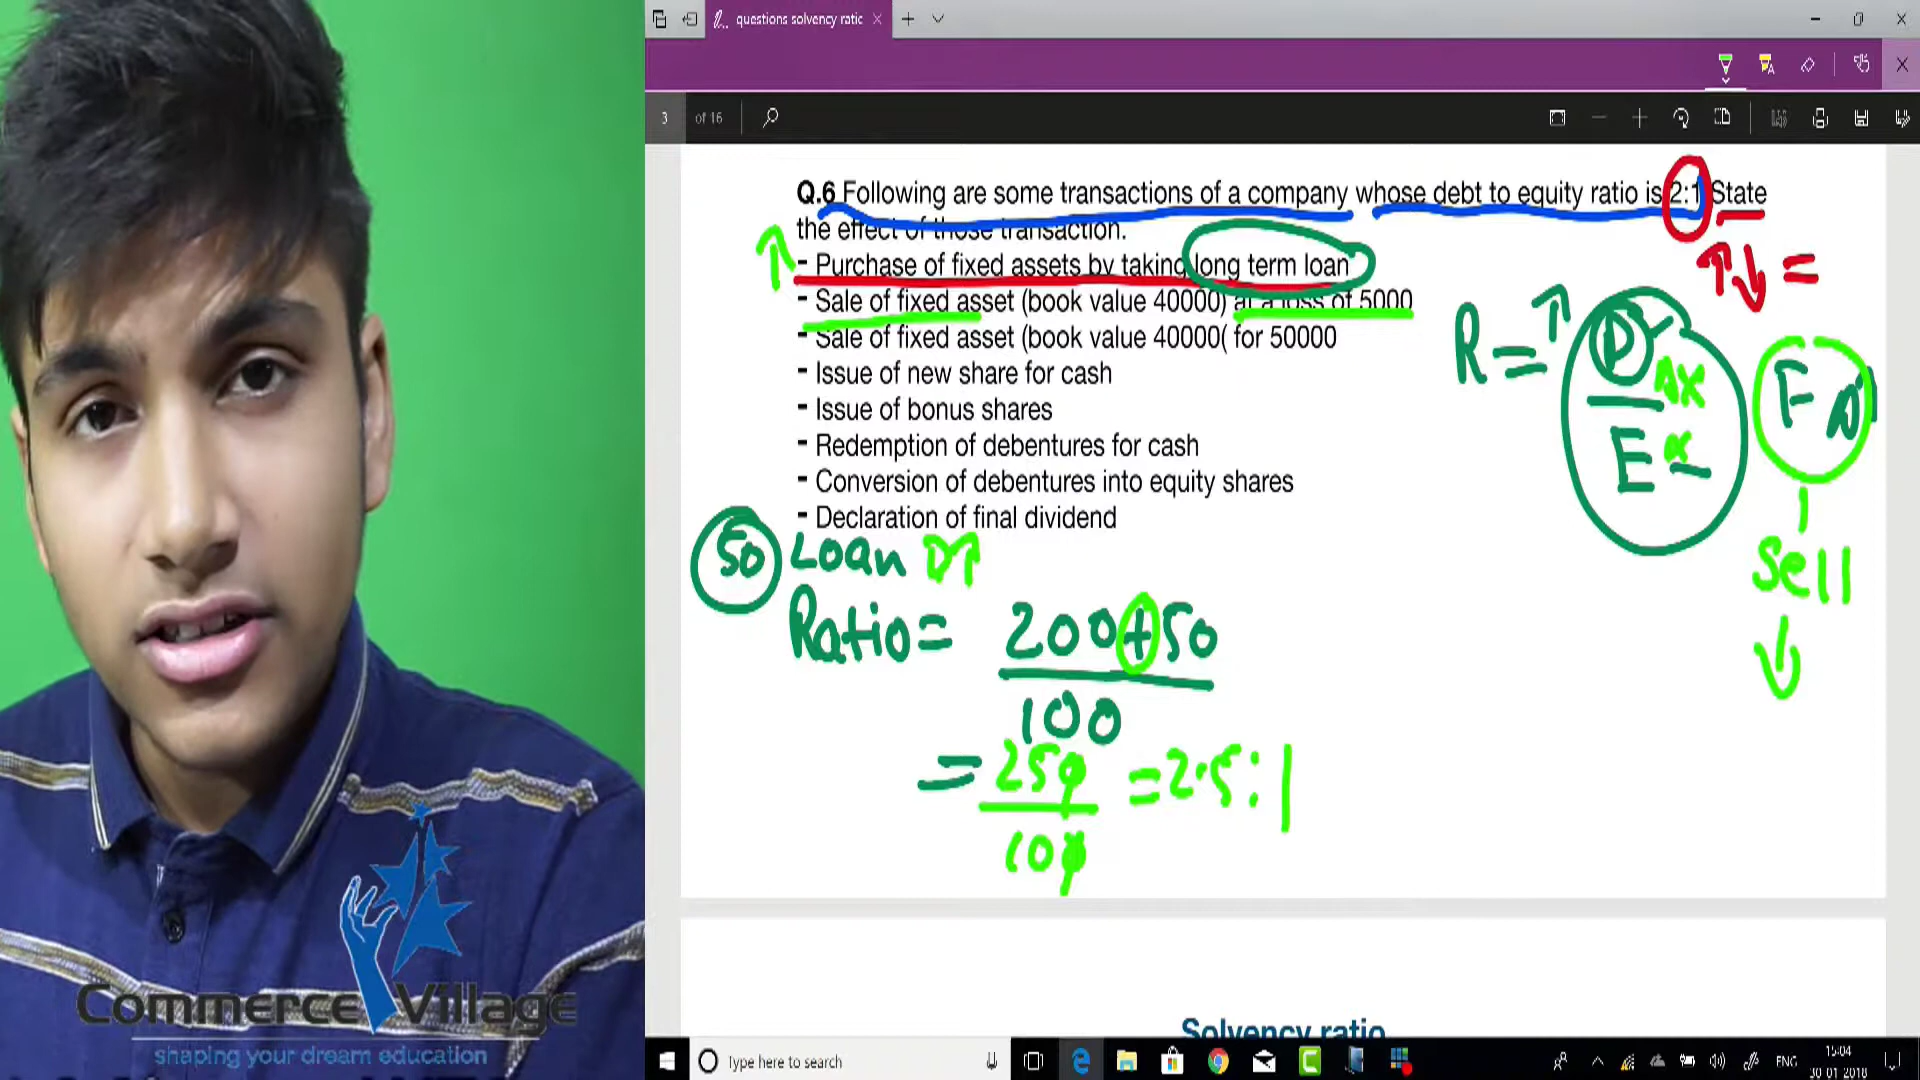 questions solvency ratic
3 of 16
Q.6 Following are some transactions of a company whose debt to equity ratio is 2:1 State
the effect of those transaction.
- Purchase of fixed assets by taking long term loan
- Sale of fixed asset (book value 40000) at a loss of 5000
- Sale of fixed asset (book value 40000( for 50000
- Issue of new share for cash
- Issue of bonus shares
- Redemption of debentures for cash
- Conversion of debentures into equity shares
- Declaration of final dividend
↑
↑↓ =
R = ↑ D
E
F A
Sell
↓
50 Loan D↑
Ratio = 200+50
100
= 250 = 2.5:1
100
Solvency ratio
Commerce Village
shaping your dream education
Type here to search
ENG
15:04
30-01-2018